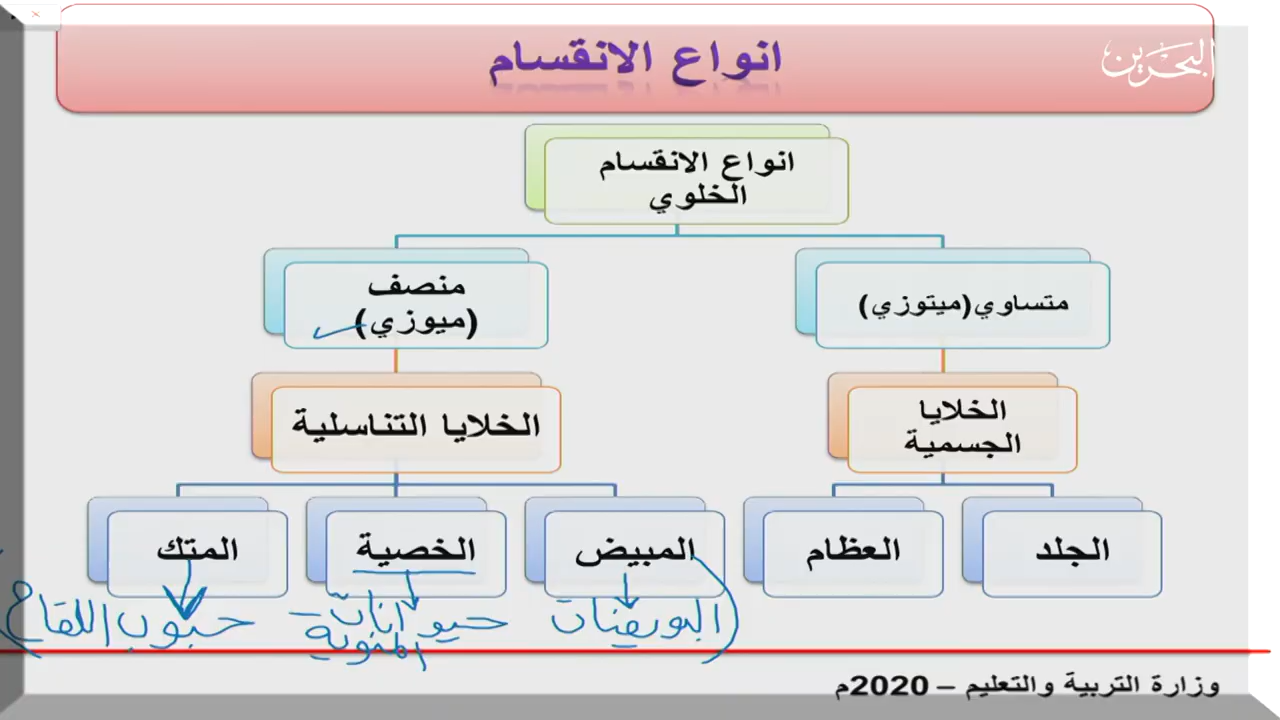 انواع الانقسام
البحرين
انواع الانقسام
الخلوي
متساوي(ميتوزي)
منصف
(ميوزي)
الخلايا
الجسمية
الخلايا التناسلية
الجلد
العظام
المبيض
الخصية
المتك
البويضات
حيوانات
المنوية
حبوب اللقاح
وزارة التربية والتعليم – 2020م